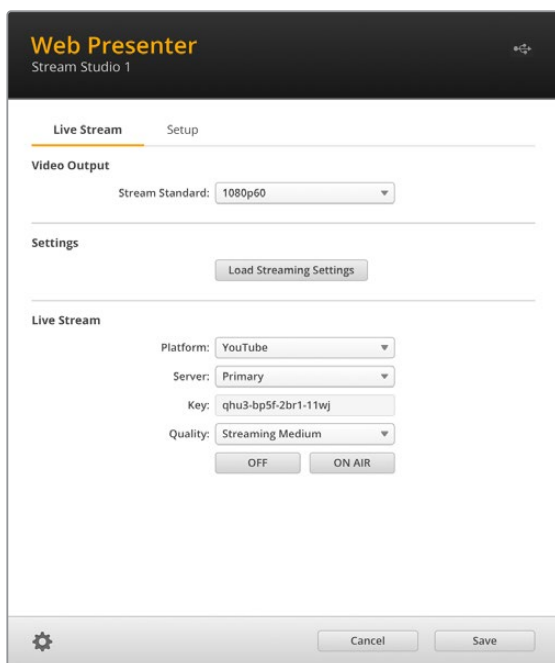 Web Presenter
Stream Studio 1
Live Stream Setup
Video Output
Stream Standard: 1080p60
Settings
Load Streaming Settings
Live Stream
Platform: YouTube
Server: Primary
Key: qhu3-bp5f-2br1-11wj
Quality: Streaming Medium
OFF ON AIR
Cancel Save